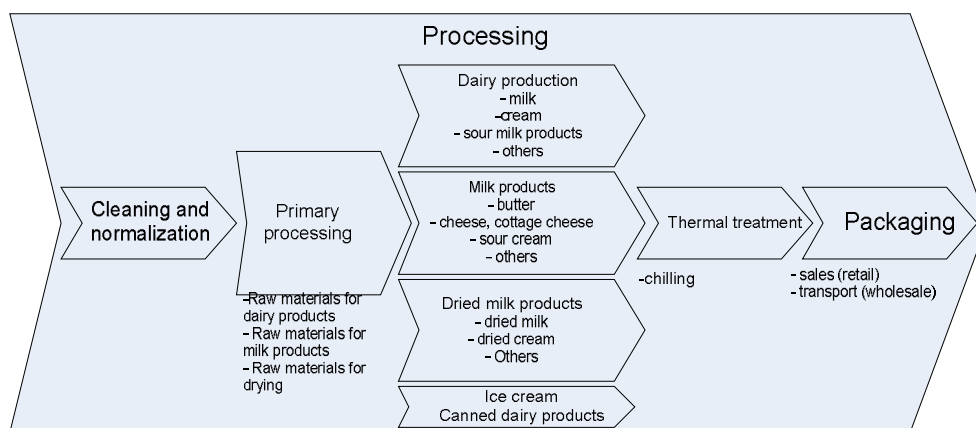 Processing
Cleaning and
normalization
Primary
processing
-Raw materials for
dairy products
- Raw materials for
milk products
- Raw materials for
drying
Dairy production
- milk
-cream
- sour milk products
- others
Milk products
- butter
- cheese, cottage cheese
- sour cream
- others
Dried milk products
- dried milk
- dried cream
- Others
Ice cream
Canned dairy products
Thermal treatment
-chilling
Packaging
- sales (retail)
- transport (wholesale)